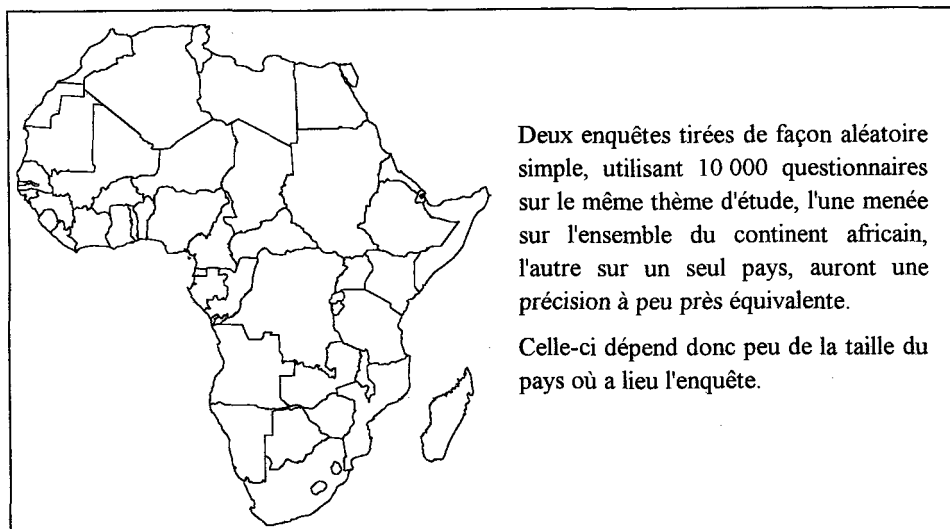 Deux enquêtes tirées de façon aléatoire
simple, utilisant 10 000 questionnaires
sur le même thème d'étude, l'une menée
sur l'ensemble du continent africain,
l'autre sur un seul pays, auront une
précision à peu près équivalente.
Celle-ci dépend donc peu de la taille du
pays où a lieu l'enquête.